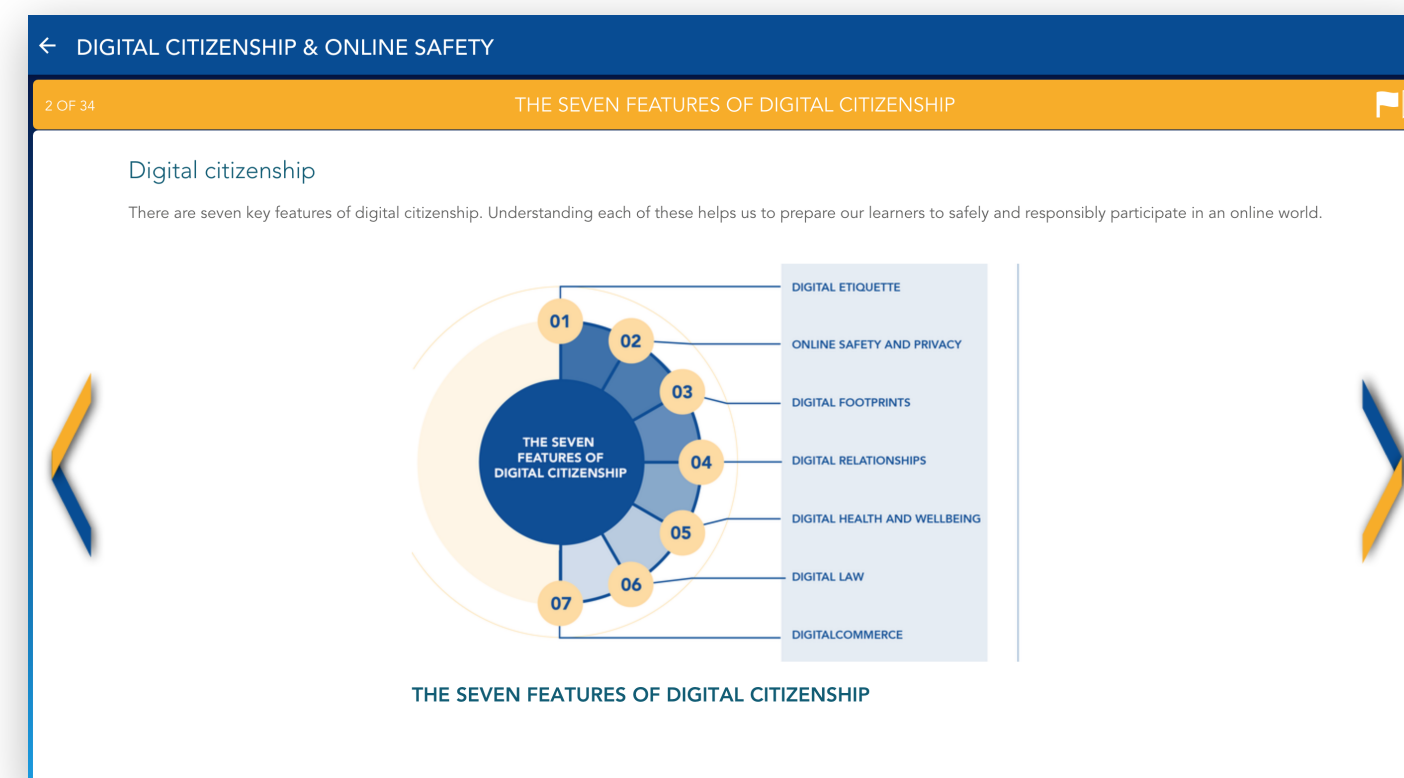 DIGITAL CITIZENSHIP & ONLINE SAFETY
2 OF 34
THE SEVEN FEATURES OF DIGITAL CITIZENSHIP
Digital citizenship
There are seven key features of digital citizenship. Understanding each of these helps us to prepare our learners to safely and responsibly participate in an online world.
THE SEVEN
FEATURES OF
DIGITAL CITIZENSHIP
01
DIGITAL ETIQUETTE
02
ONLINE SAFETY AND PRIVACY
03
DIGITAL FOOTPRINTS
04
DIGITAL RELATIONSHIPS
05
DIGITAL HEALTH AND WELLBEING
06
DIGITAL LAW
07
DIGITALCOMMERCE
THE SEVEN FEATURES OF DIGITAL CITIZENSHIP